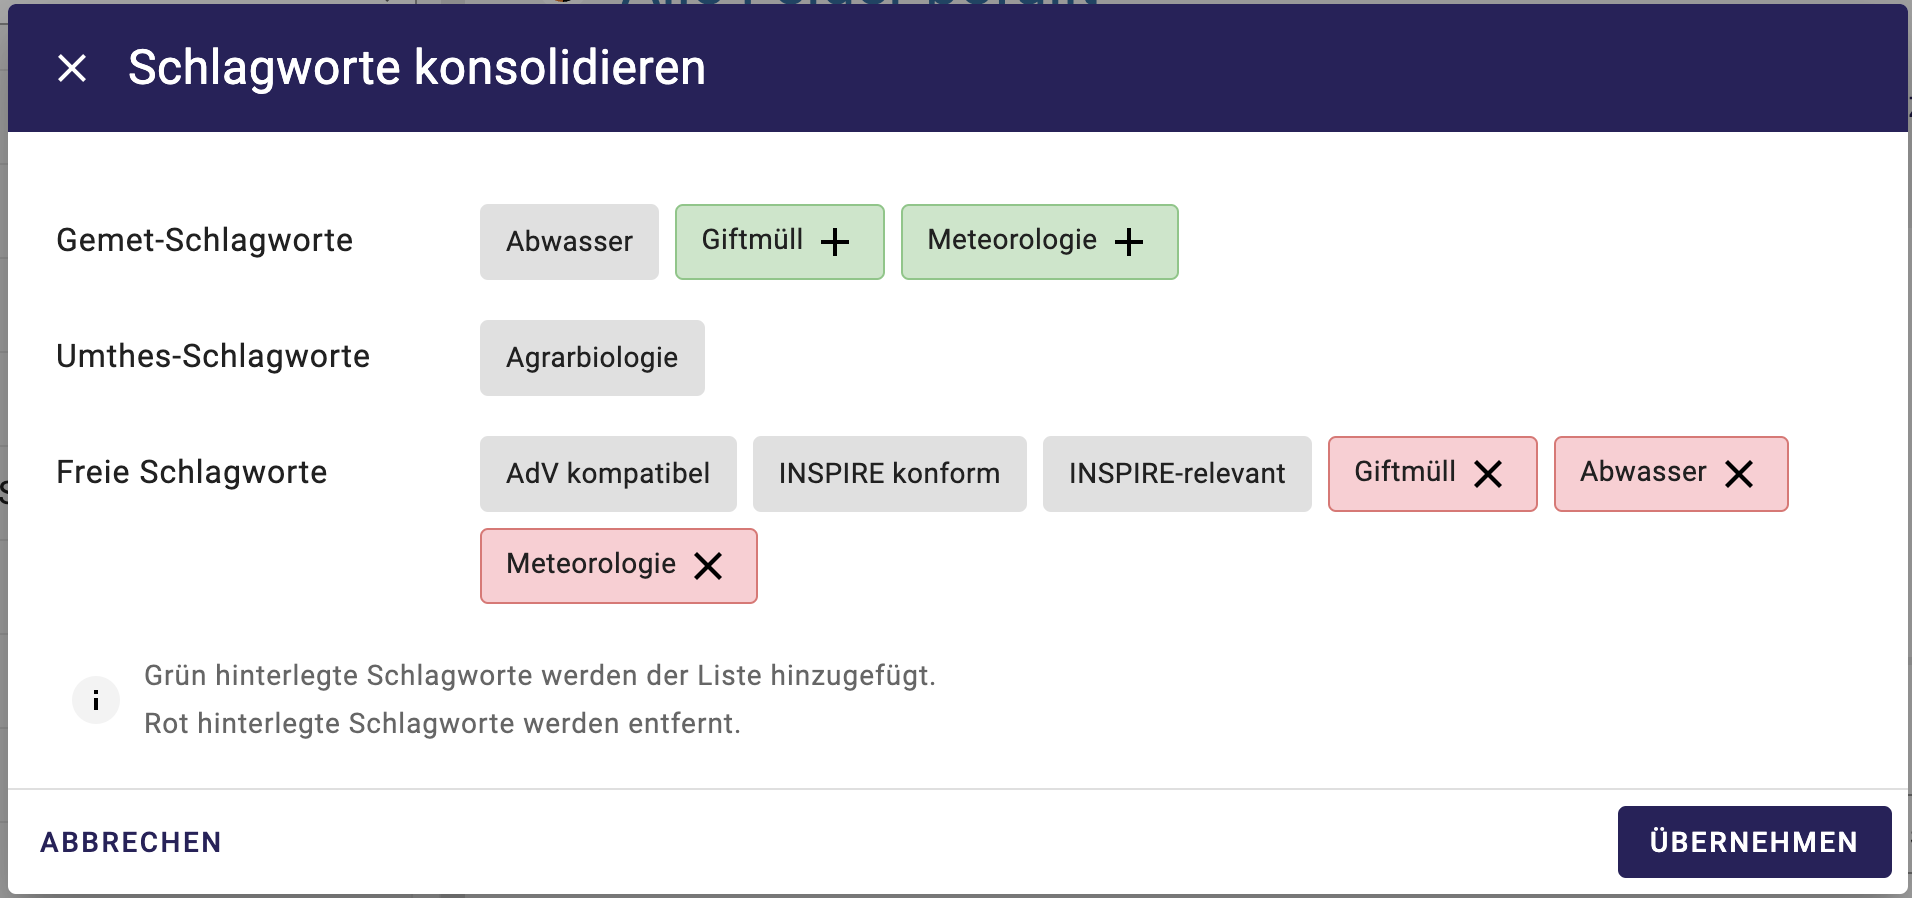 Schlagworte konsolidieren
Gemet-Schlagworte Abwasser Giftmüll Meteorologie
Umthes-Schlagworte Agrarbiologie
Freie Schlagworte AdV kompatibel INSPIRE konform INSPIRE-relevant Giftmüll Abwasser
Meteorologie
Grün hinterlegte Schlagworte werden der Liste hinzugefügt.
Rot hinterlegte Schlagworte werden entfernt.
ABBRECHEN ÜBERNEHMEN